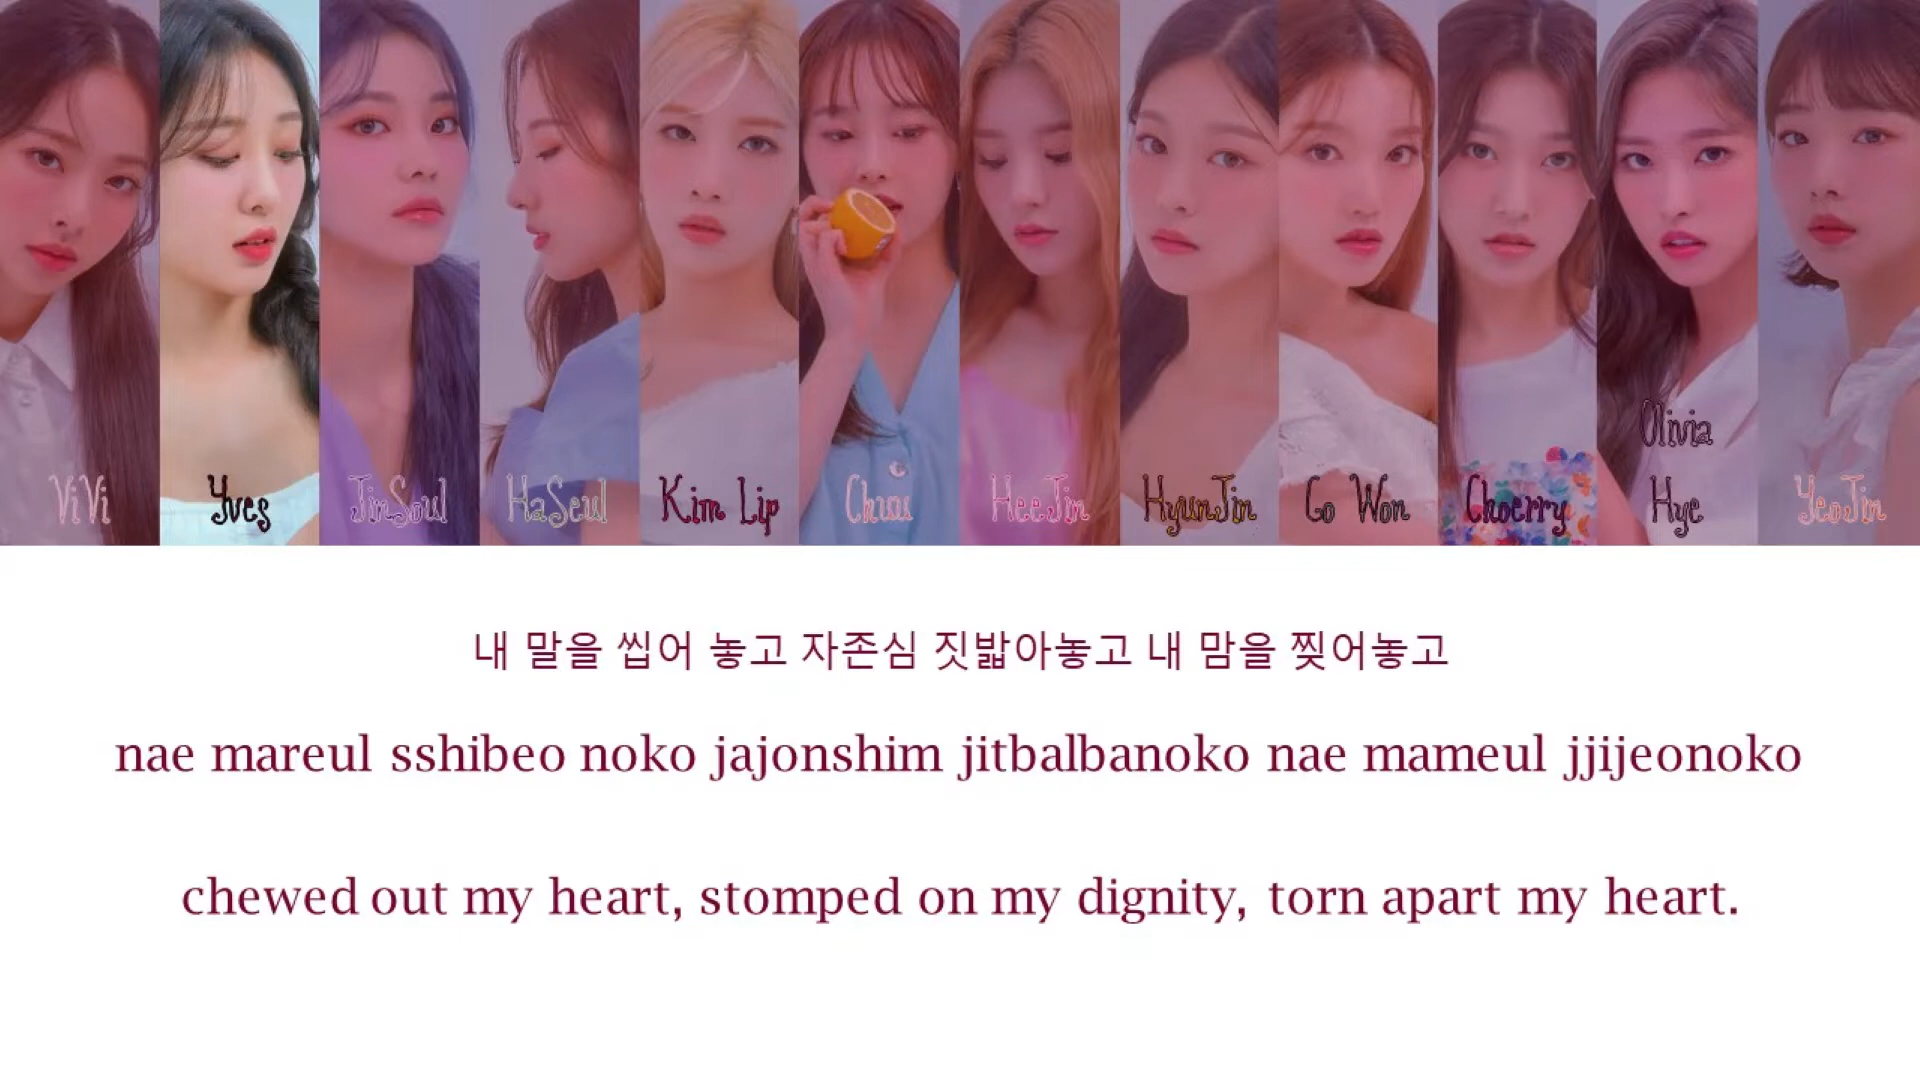 ViVi Yves JinSoul HaSeul Kim Lip Chuu HeeJin HyunJin Go Won Choerry Olivia Hye YeoJin
내 말을 씹어 놓고 자존심 짓밟아놓고 내 맘을 찢어놓고
nae mareul sshibeo noko jajonshim jitbalbanoko nae mameul jjijeonoko
chewed out my heart, stomped on my dignity, torn apart my heart.